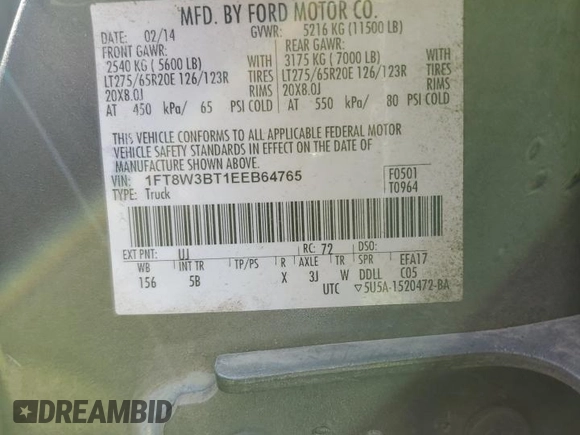 MFD. BY FORD MOTOR CO.
DATE: 02/14 GVWR: 5216 KG (11500 LB)
FRONT GAWR: REAR GAWR:
2540 KG ( 5600 LB) WITH 3175 KG ( 7000 LB) WITH
LT275/65R20E 126/123R TIRES LT275/65R20E 126/123R TIRES
20X8.0J RIMS 20X8.0J RIMS
AT 450 kPa/ 65 PSI COLD AT 550 kPa/ 80 PSI COLD
THIS VEHICLE CONFORMS TO ALL APPLICABLE FEDERAL MOTOR
VEHICLE SAFETY STANDARDS IN EFFECT ON THE DATE OF
MANUFACTURE SHOWN ABOVE.
VIN: 1FT8W3BT1EEB64765 F0501
TYPE: Truck T0964
EXT PNT: UJ RC: 72 DSO:
WB INT TR TP/PS R AXLE TR SPR EFA17
156 5B X 3J W DDLL C05
UTC ▽5U5A-1520472-BA
DREAMBID